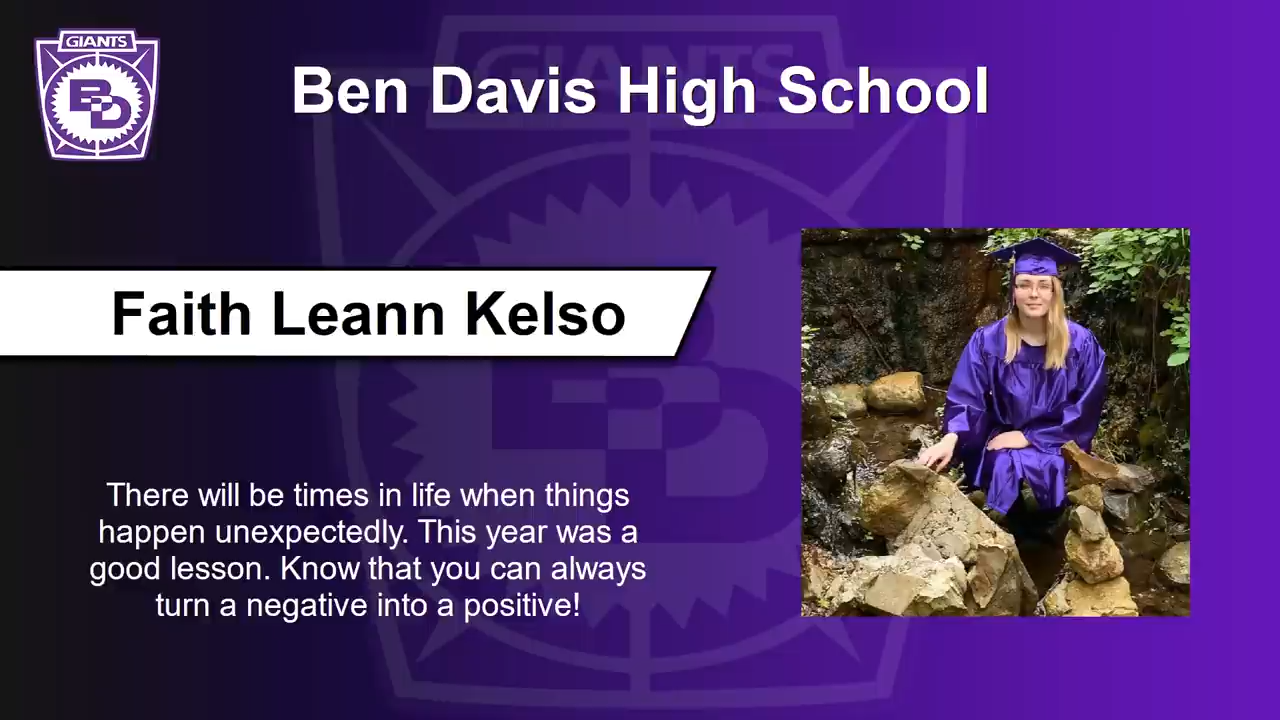 GIANTS
BD
Ben Davis High School
Faith Leann Kelso
There will be times in life when things
happen unexpectedly. This year was a
good lesson. Know that you can always
turn a negative into a positive!